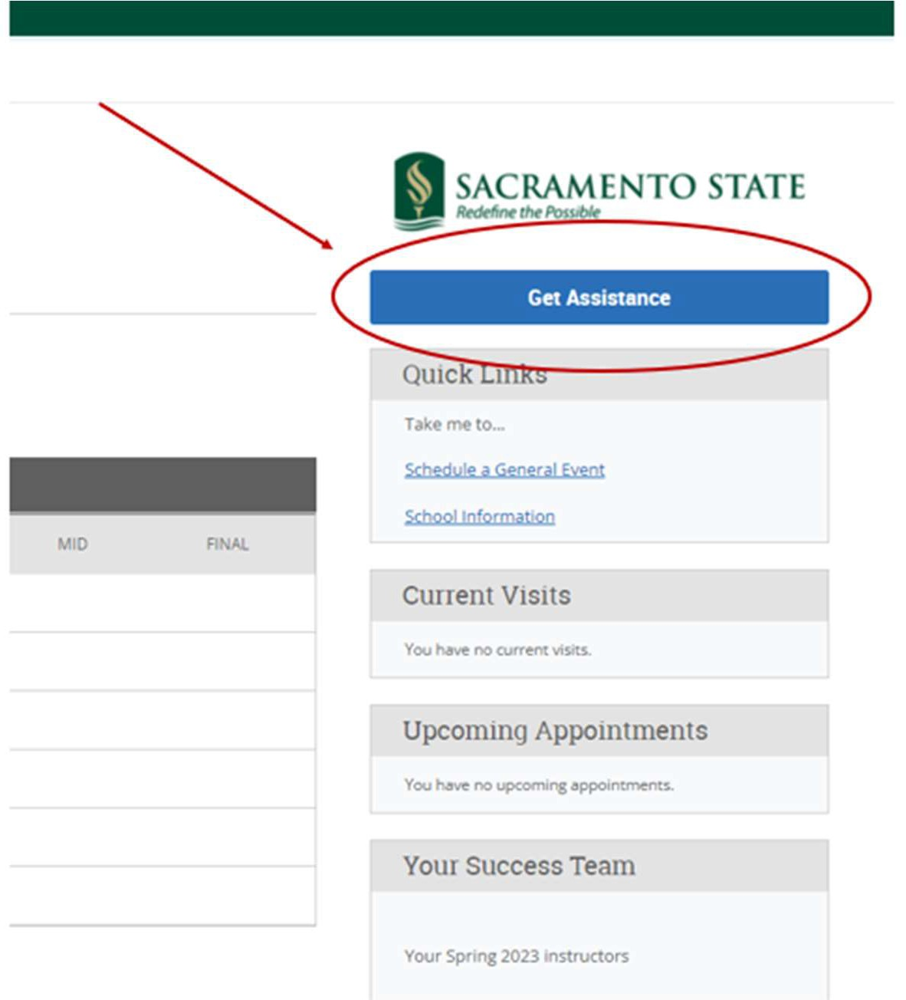 SACRAMENTO STATE
Redefine the Possible
Get Assistance
Quick Links
Take me to...
Schedule a General Event
School Information
MID FINAL
Current Visits
You have no current visits.
Upcoming Appointments
You have no upcoming appointments.
Your Success Team
Your Spring 2023 instructors